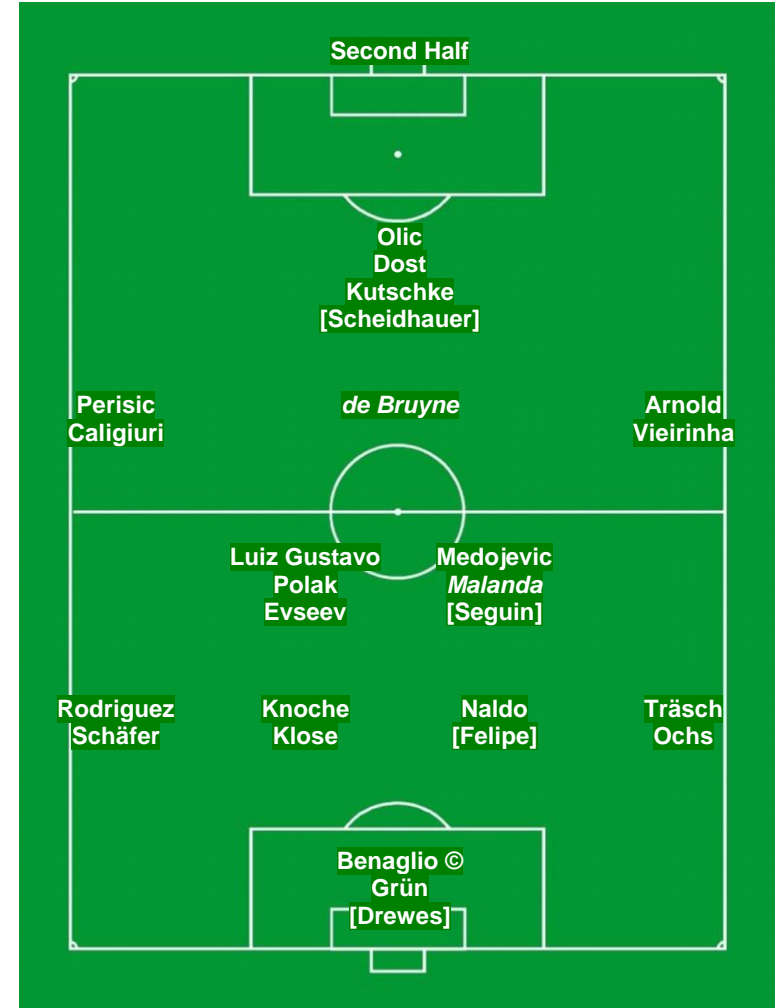 Second Half
Olic
Dost
Kutschke
[Scheidhauer]
Perisic
Caligiuri
de Bruyne
Arnold
Vieirinha
Luiz Gustavo
Polak
Evseev
Medojevic
Malanda
[Seguin]
Rodriguez
Schäfer
Knoche
Klose
Naldo
[Felipe]
Träsch
Ochs
Benaglio ©
Grün
[Drewes]